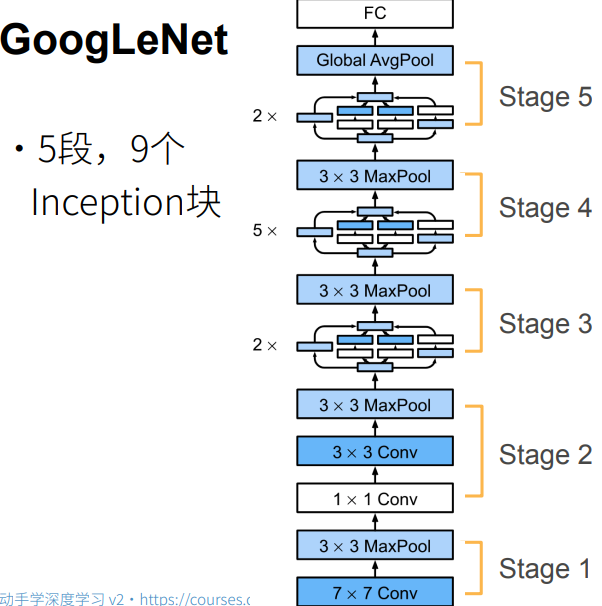 GoogLeNet
• 5段，9个
Inception块
FC
Global AvgPool
2 ×
Stage 5
3 × 3 MaxPool
5 ×
Stage 4
3 × 3 MaxPool
2 ×
Stage 3
3 × 3 MaxPool
3 × 3 Conv
1 × 1 Conv
Stage 2
3 × 3 MaxPool
7 × 7 Conv
Stage 1
动手学深度学习 v2 • https://courses.